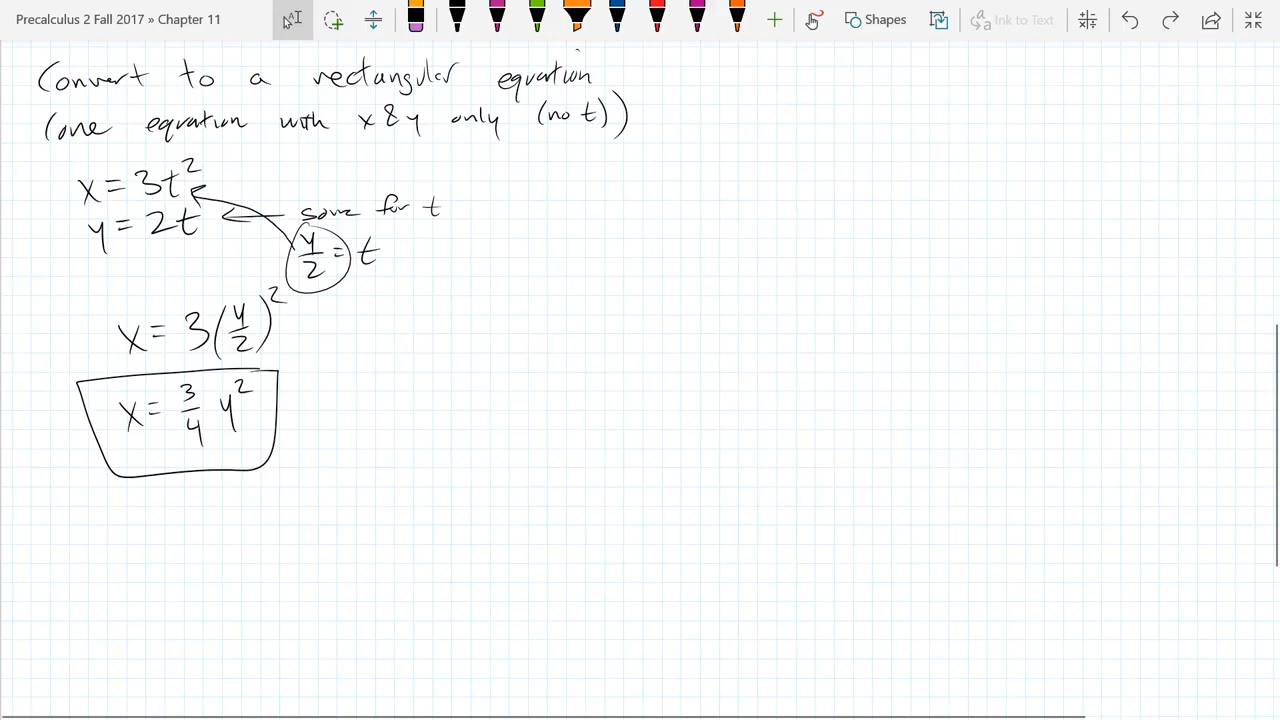 Precalculus 2 Fall 2017 » Chapter 11
Shapes
Ink to Text
Convert to a rectangular equation
(one equation with x & y only (no t))
x = 3t²
y = 2t ← solve for t
y/2 = t
x = 3(y/2)²
x = 3/4 y²